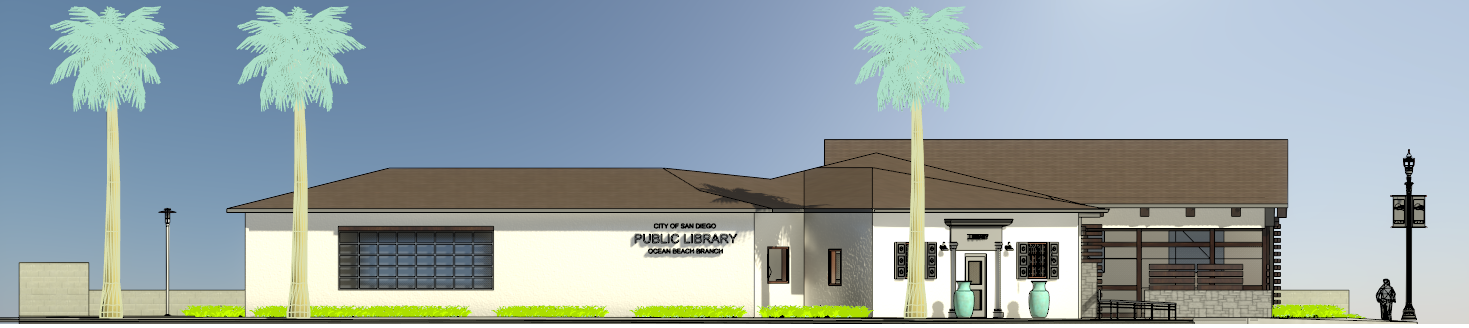 CITY OF SAN DIEGO
PUBLIC LIBRARY
OCEAN BEACH BRANCH